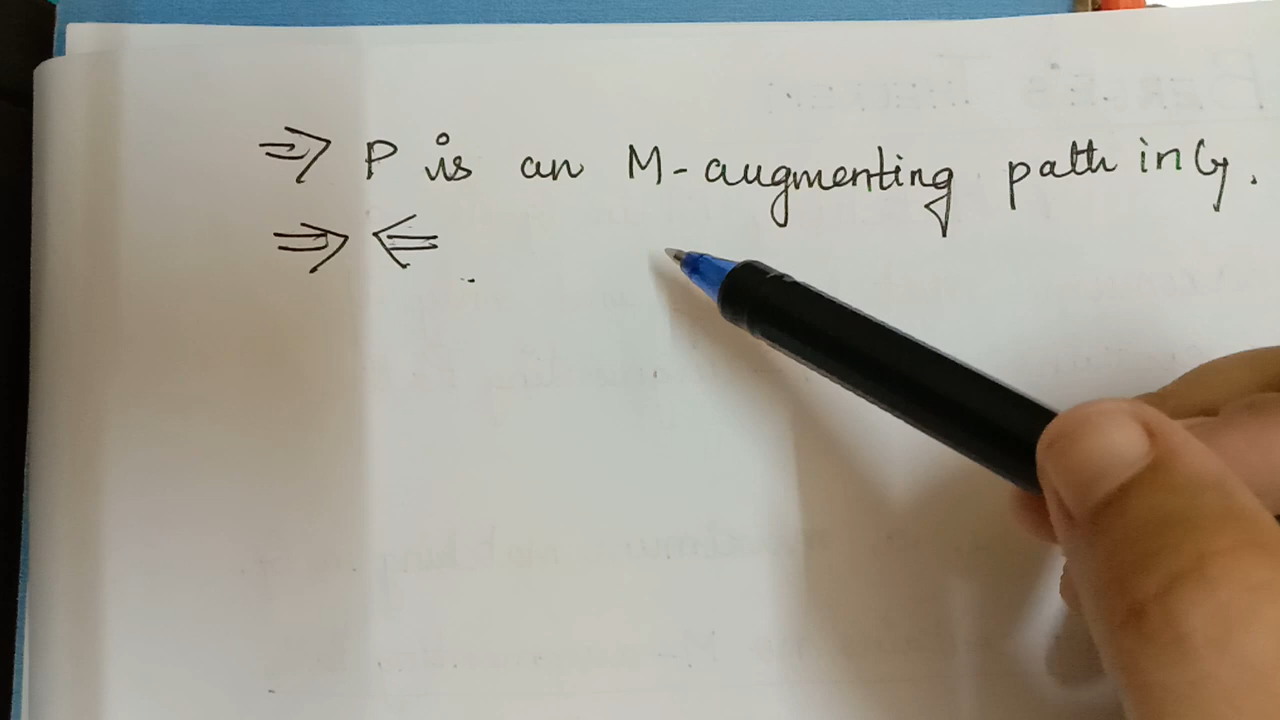 ⇒ P is an M-augmenting path in G.
⇒ ⇐ .